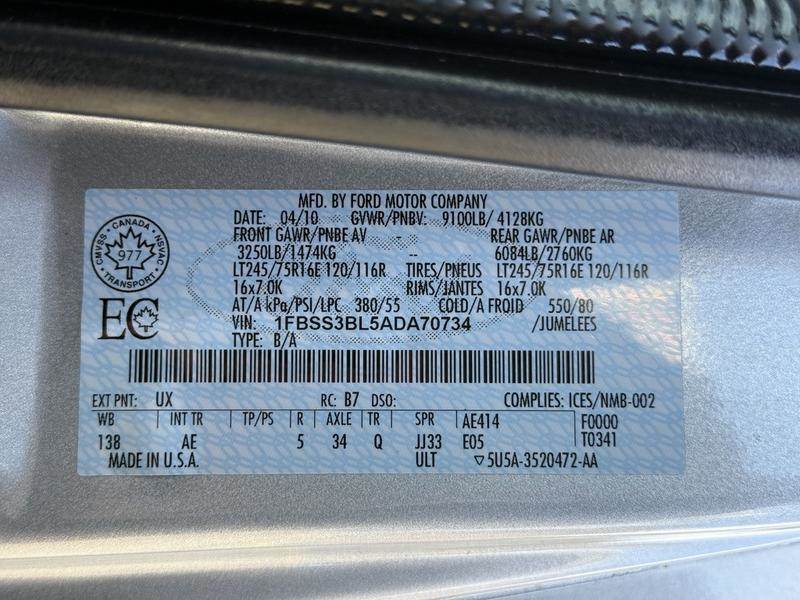 MFD. BY FORD MOTOR COMPANY
DATE: 04/10 GVWR/PNBV: 9100LB/ 4128KG
FRONT GAWR/PNBE AV - REAR GAWR/PNBE AR
3250LB/1474KG -- 6084LB/2760KG
LT245/75R16E 120/116R TIRES/PNEUS LT245/75R16E 120/116R
16x7.0K RIMS/JANTES 16x7.0K
AT/A kPa/PSI/LPC 380/55 COLD/A FROID 550/80
VIN: 1FBSS3BL5ADA70734 /JUMELEES
TYPE: B/A
CANADA
CMVSS 977 NSVAC
TRANSPORT
EC
EXT PNT: UX RC: B7 DSO: COMPLIES: ICES/NMB-002
WB INT TR TP/PS R AXLE TR SPR AE414 F0000
138 AE 5 34 Q JJ33 E05 T0341
MADE IN U.S.A. ULT ▽5U5A-3520472-AA